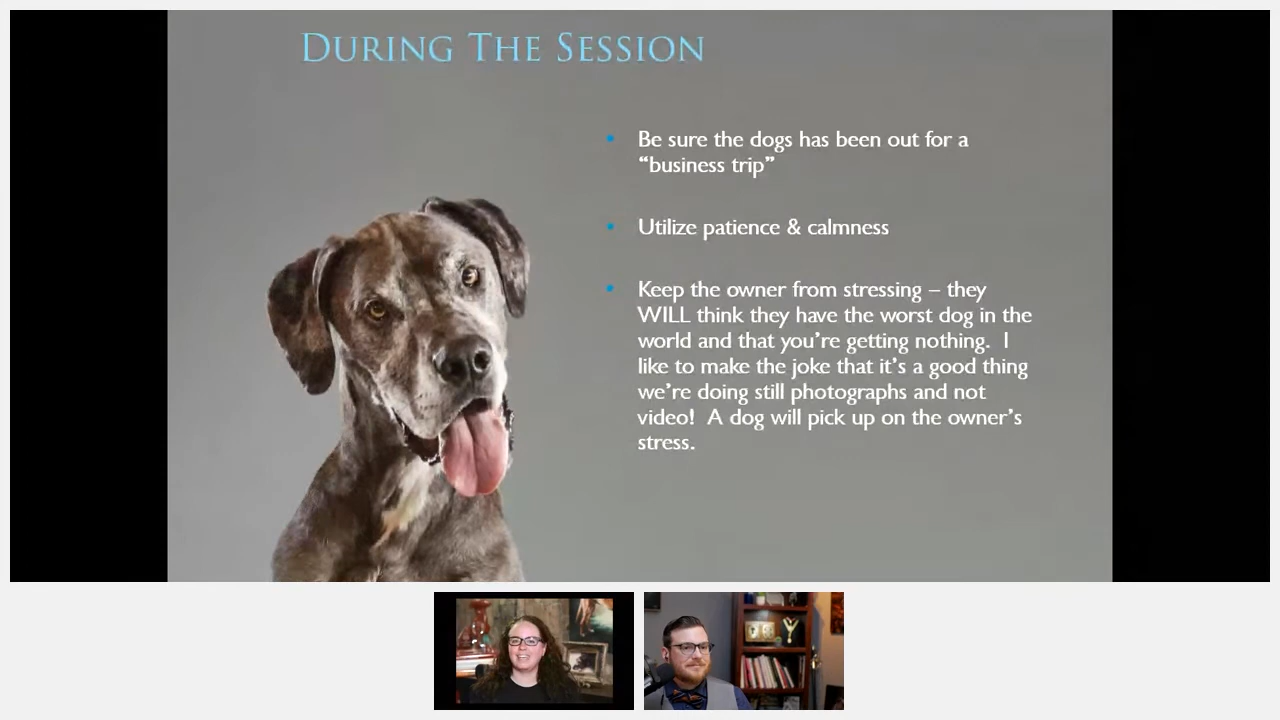 DURING THE SESSION
• Be sure the dogs has been out for a
“business trip”
• Utilize patience & calmness
• Keep the owner from stressing – they
WILL think they have the worst dog in the
world and that you’re getting nothing.  I
like to make the joke that it’s a good thing
we’re doing still photographs and not
video!  A dog will pick up on the owner’s
stress.